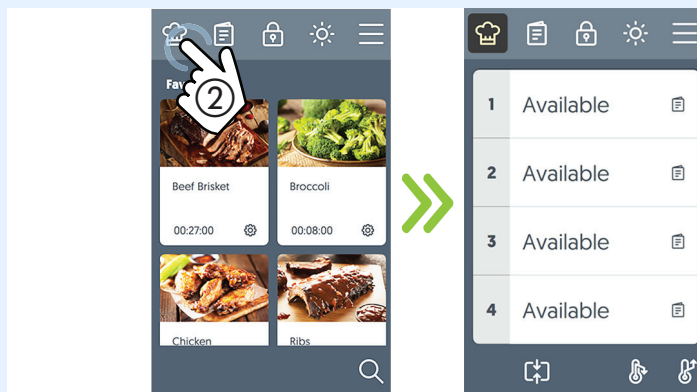 Fav
2
Beef Brisket
Broccoli
00:27:00
00:08:00
Chicken
Ribs
1 Available
2 Available
3 Available
4 Available